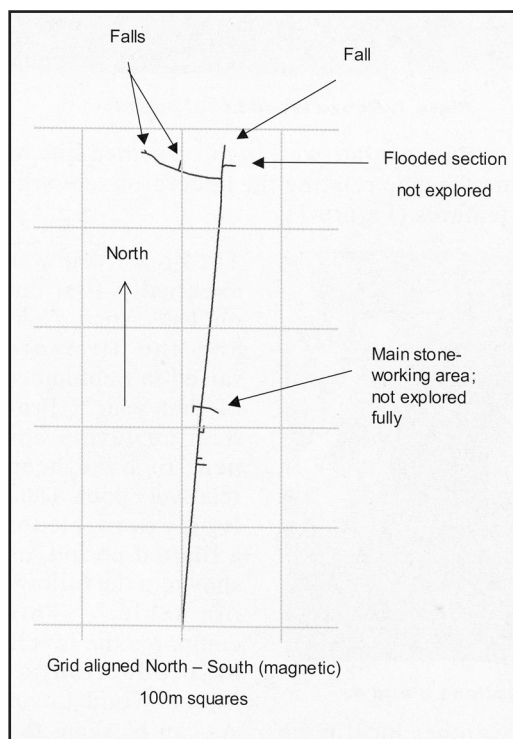 Falls
Fall
Flooded section
not explored
North
Main stone-
working area;
not explored
fully
Grid aligned North – South (magnetic)
100m squares